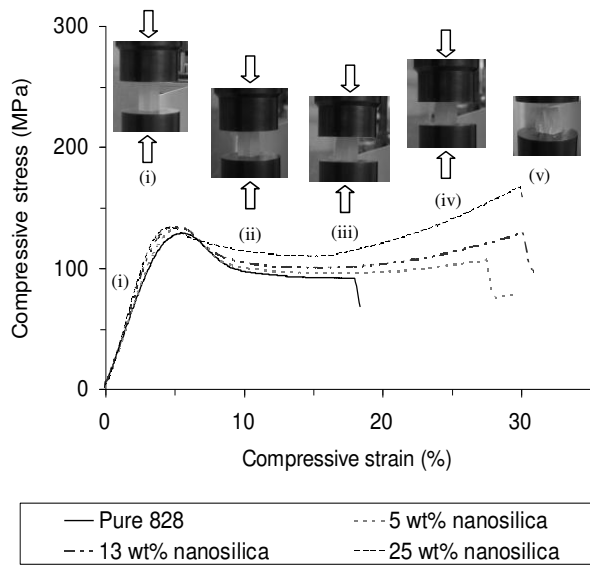 300
200
100
0
Compressive stress (MPa)
(i)
(ii)
(iii)
(iv)
(v)
(i)
0
10
20
30
Compressive strain (%)
Pure 828
5 wt% nanosilica
13 wt% nanosilica
25 wt% nanosilica